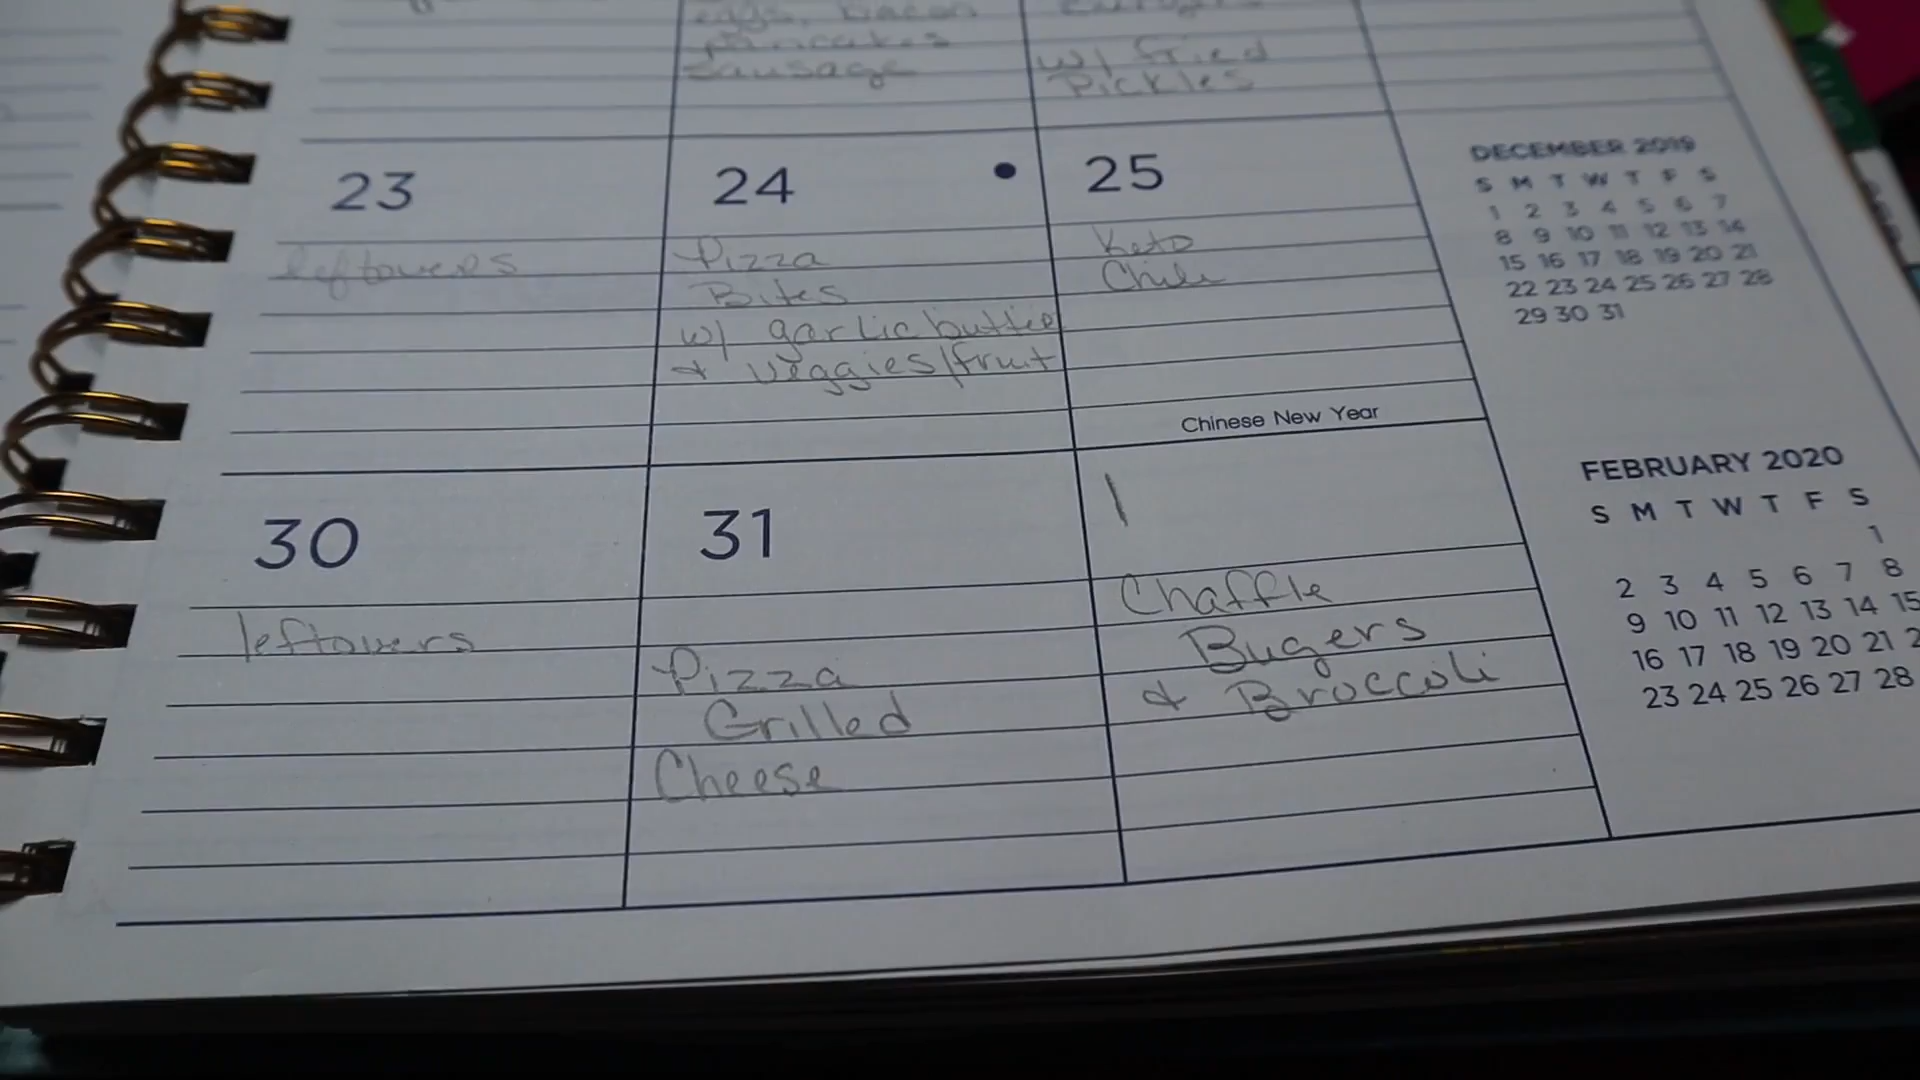 eggs, bacon
pancakes
sausage
w/ fried
Pickles
23
leftovers
24
Pizza
Bites
w/ garlic butter
& veggies/fruit
25
Keto
Chili
Chinese New Year
30
leftovers
31
Pizza
Grilled
Cheese
1
Chaffle
Bugers
& Broccoli
DECEMBER 2019
S M T W T F S
1 2 3 4 5 6 7
8 9 10 11 12 13 14
15 16 17 18 19 20 21
22 23 24 25 26 27 28
29 30 31
FEBRUARY 2020
S M T W T F S
1
2 3 4 5 6 7 8
9 10 11 12 13 14 15
16 17 18 19 20 21 2
23 24 25 26 27 28